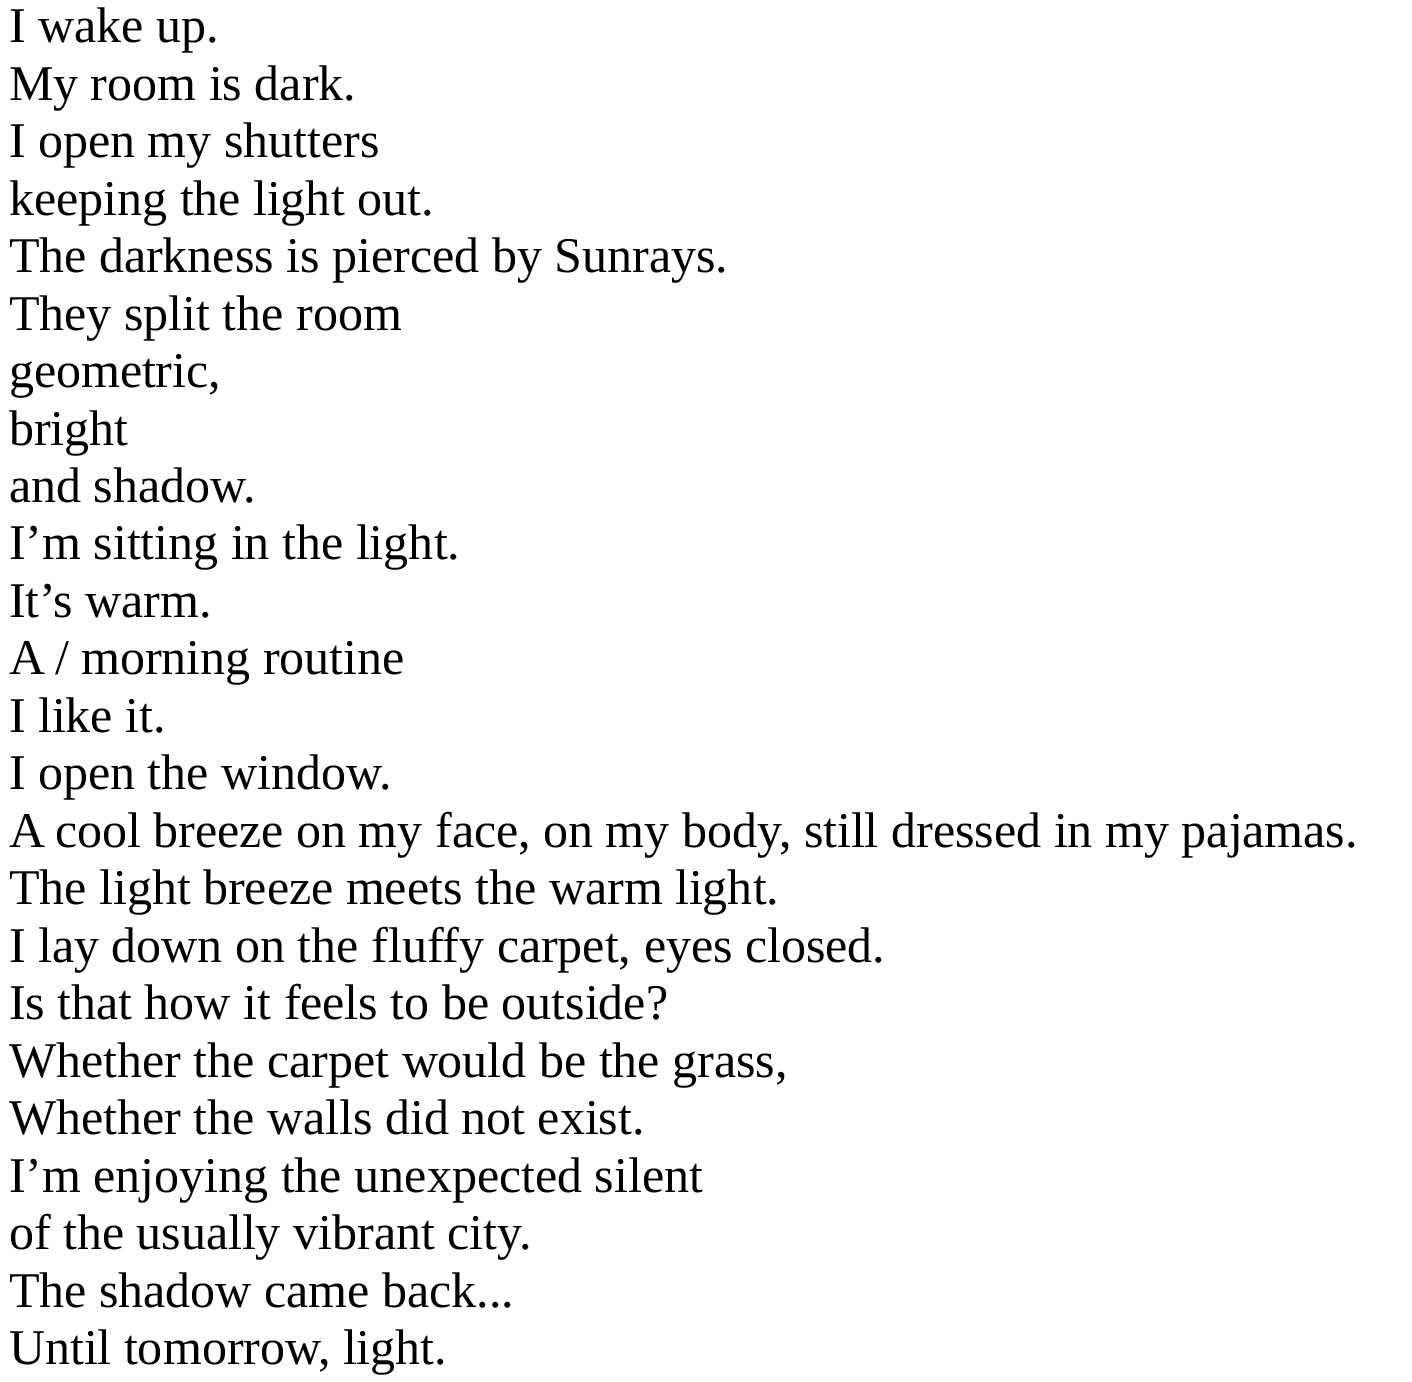 I wake up.
My room is dark.
I open my shutters
keeping the light out.
The darkness is pierced by Sunrays.
They split the room
geometric,
bright
and shadow.
I’m sitting in the light.
It’s warm.
A / morning routine
I like it.
I open the window.
A cool breeze on my face, on my body, still dressed in my pajamas.
The light breeze meets the warm light.
I lay down on the fluffy carpet, eyes closed.
Is that how it feels to be outside?
Whether the carpet would be the grass,
Whether the walls did not exist.
I’m enjoying the unexpected silent
of the usually vibrant city.
The shadow came back...
Until tomorrow, light.